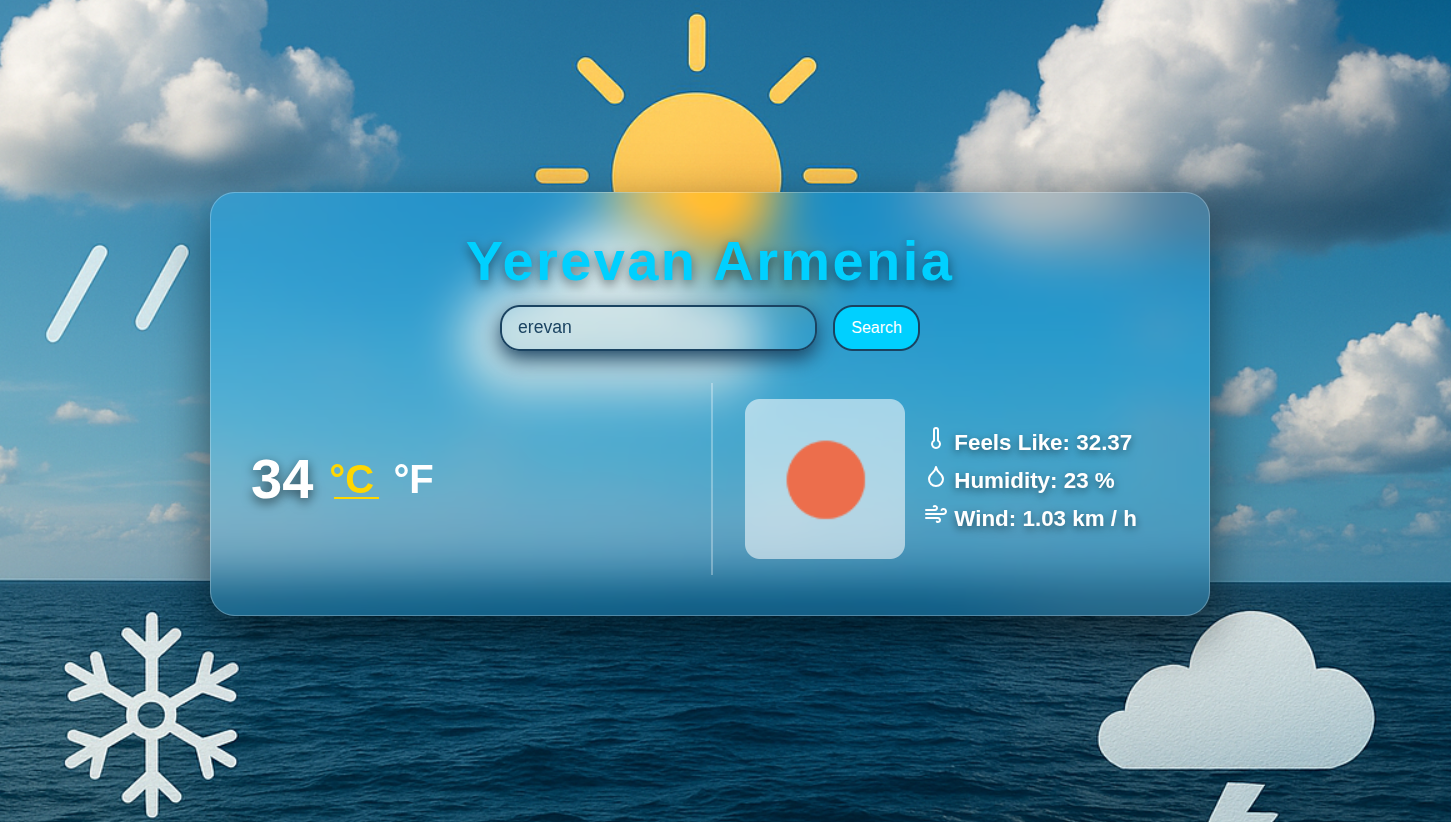 Yerevan Armenia
erevan
Search
34 °C °F
Feels Like: 32.37
Humidity: 23 %
Wind: 1.03 km / h